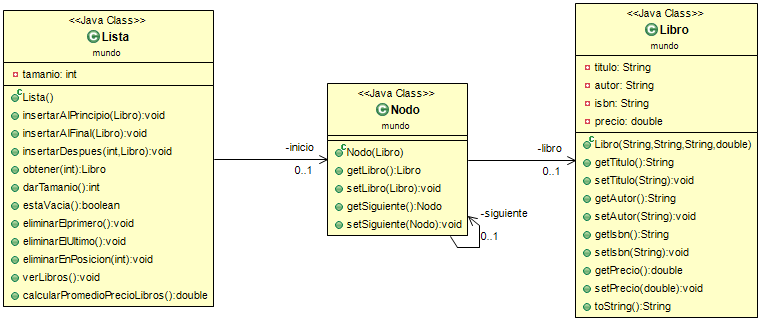 <<Java Class>>
Lista
mundo
tamanio: int
Lista()
insertarAlPrincipio(Libro):void
insertarAlFinal(Libro):void
insertarDespues(int,Libro):void
obtener(int):Libro
darTamanio():int
estaVacia():boolean
eliminarElprimero():void
eliminarElUltimo():void
eliminarEnPosicion(int):void
verLibros():void
calcularPromedioPrecioLibros():double
-inicio
0..1
<<Java Class>>
Nodo
mundo
Nodo(Libro)
getLibro():Libro
setLibro(Libro):void
getSiguiente():Nodo
setSiguiente(Nodo):void
-siguiente
0..1
-libro
0..1
<<Java Class>>
Libro
mundo
titulo: String
autor: String
isbn: String
precio: double
Libro(String,String,String,double)
getTitulo():String
setTitulo(String):void
getAutor():String
setAutor(String):void
getIsbn():String
setIsbn(String):void
getPrecio():double
setPrecio(double):void
toString():String